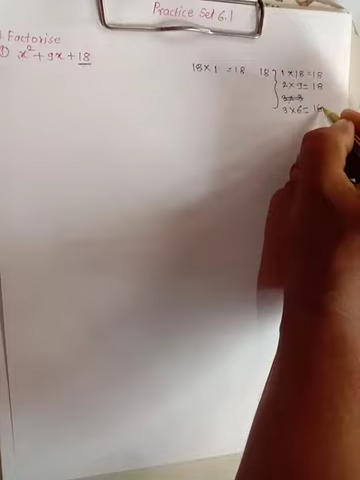 Practice Set 6.1
Factorise
① x² + 9x + 18
18 × 1 = 18
18 { 1 × 18 = 18
2 × 9 = 18
3 × 6 = 18